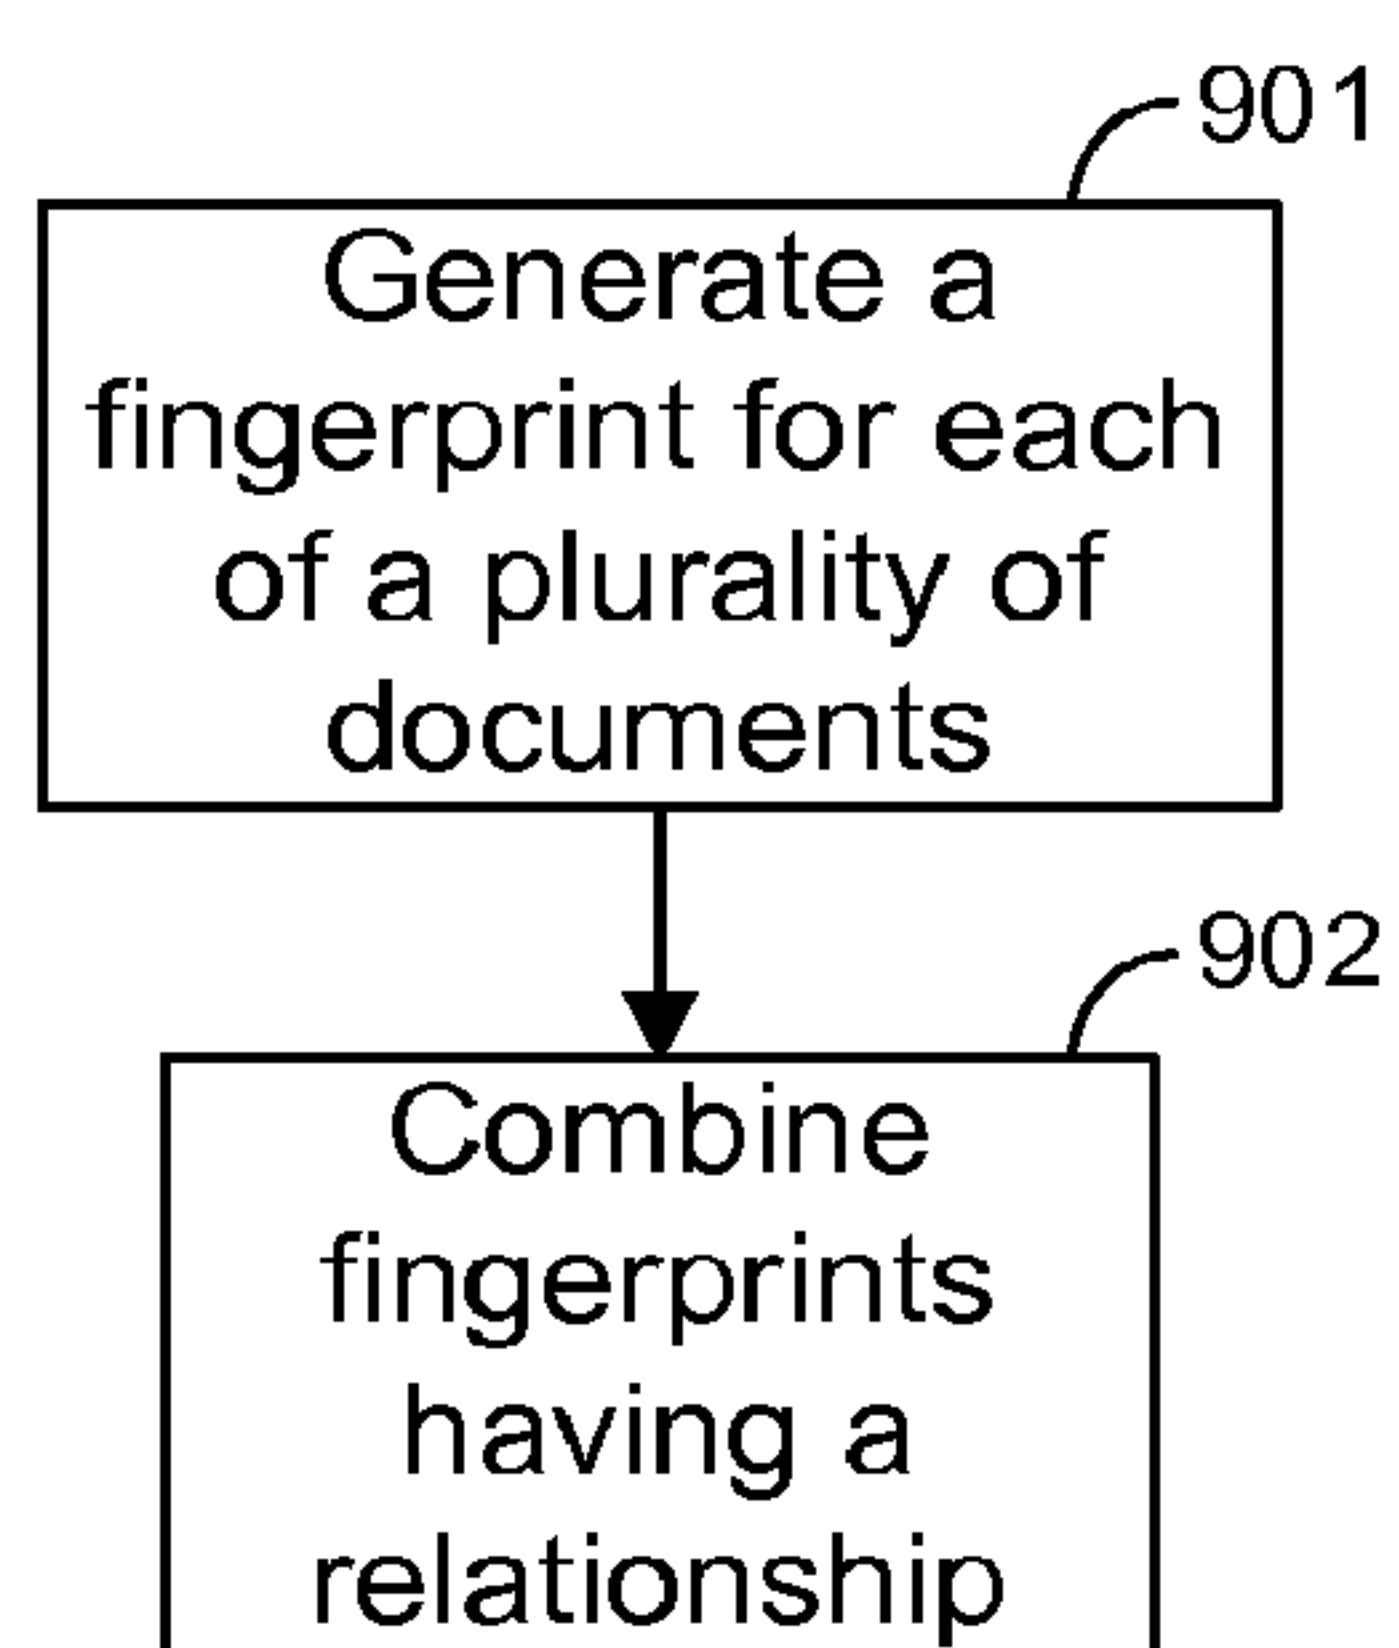 901
Generate a
fingerprint for each
of a plurality of
documents
902
Combine
fingerprints
having a
relationship